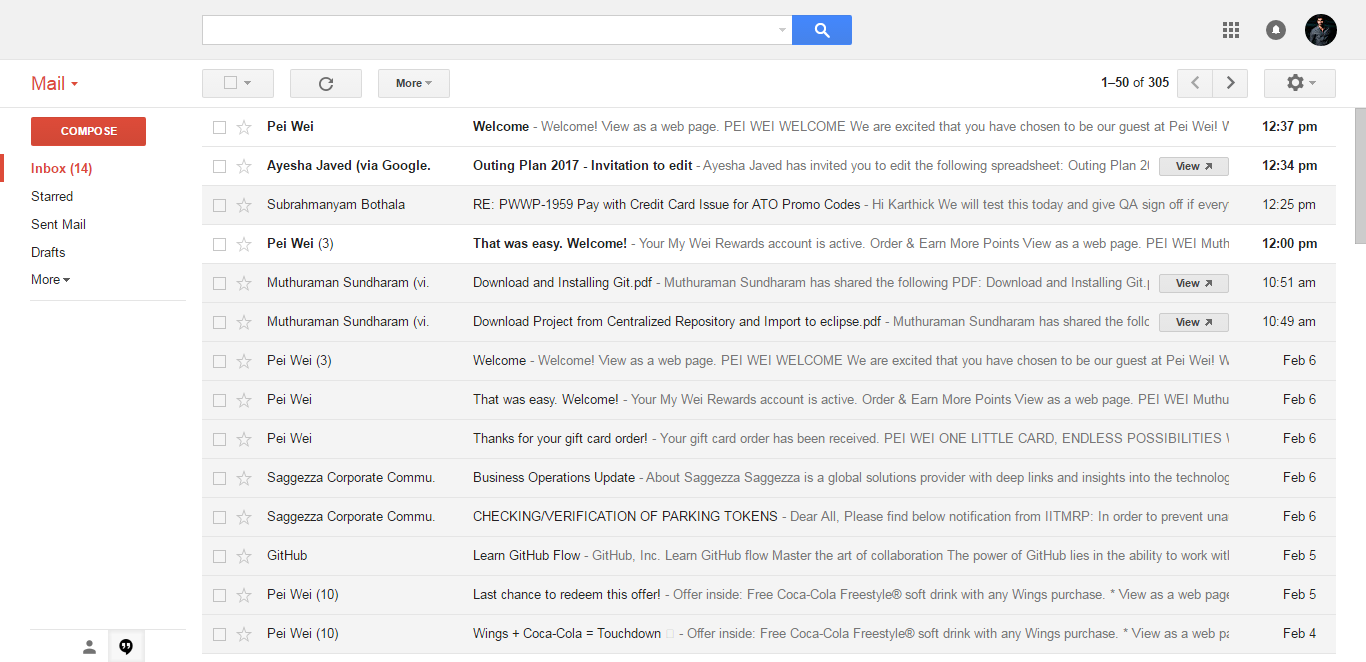 Mail
More
1–50 of 305
COMPOSE
Inbox (14)
Starred
Sent Mail
Drafts
More
Pei Wei Welcome - Welcome! View as a web page. PEI WEI WELCOME We are excited that you have chosen to be our guest at Pei Wei! 12:37 pm
Ayesha Javed (via Google. Outing Plan 2017 - Invitation to edit - Ayesha Javed has invited you to edit the following spreadsheet: Outing Plan View 12:34 pm
Subrahmanyam Bothala RE: PWWP-1959 Pay with Credit Card Issue for ATO Promo Codes - Hi Karthick We will test this today and give QA sign off if every 12:25 pm
Pei Wei (3) That was easy. Welcome! - Your My Wei Rewards account is active. Order & Earn More Points View as a web page. PEI WEI Muth 12:00 pm
Muthuraman Sundharam (vi. Download and Installing Git.pdf - Muthuraman Sundharam has shared the following PDF: Download and Installing Git. View 10:51 am
Muthuraman Sundharam (vi. Download Project from Centralized Repository and Import to eclipse.pdf - Muthuraman Sundharam has shared the follo View 10:49 am
Pei Wei (3) Welcome - Welcome! View as a web page. PEI WEI WELCOME We are excited that you have chosen to be our guest at Pei Wei! Feb 6
Pei Wei That was easy. Welcome! - Your My Wei Rewards account is active. Order & Earn More Points View as a web page. PEI WEI Muthu Feb 6
Pei Wei Thanks for your gift card order! - Your gift card order has been received. PEI WEI ONE LITTLE CARD, ENDLESS POSSIBILITIES Feb 6
Saggezza Corporate Commu. Business Operations Update - About Saggezza Saggezza is a global solutions provider with deep links and insights into the technolog Feb 6
Saggezza Corporate Commu. CHECKING/VERIFICATION OF PARKING TOKENS - Dear All, Please find below notification from IITMRP: In order to prevent una Feb 6
GitHub Learn GitHub Flow - GitHub, Inc. Learn GitHub flow Master the art of collaboration The power of GitHub lies in the ability to work wit Feb 5
Pei Wei (10) Last chance to redeem this offer! - Offer inside: Free Coca-Cola Freestyle® soft drink with any Wings purchase. * View as a web page Feb 5
Pei Wei (10) Wings + Coca-Cola = Touchdown - Offer inside: Free Coca-Cola Freestyle® soft drink with any Wings purchase. * View as a web pa Feb 4